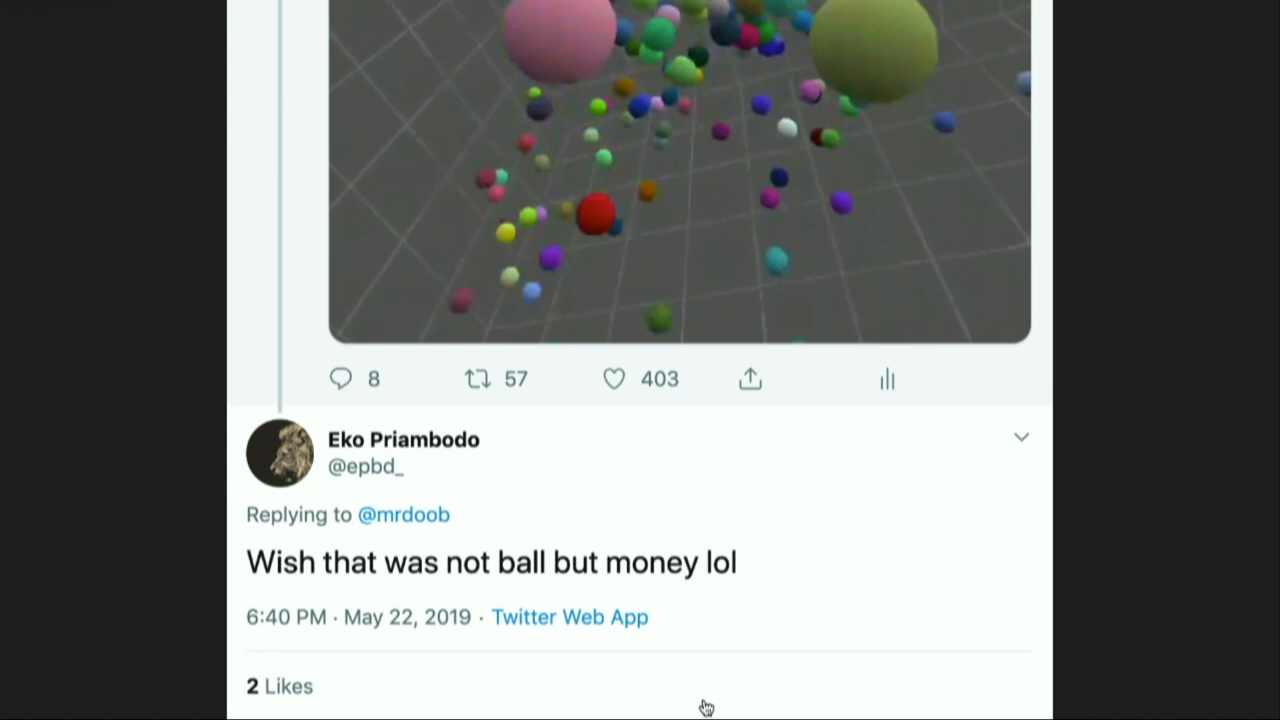 8 57 403
Eko Priambodo
@epbd_
Replying to @mrdoob
Wish that was not ball but money lol
6:40 PM · May 22, 2019 · Twitter Web App
2 Likes